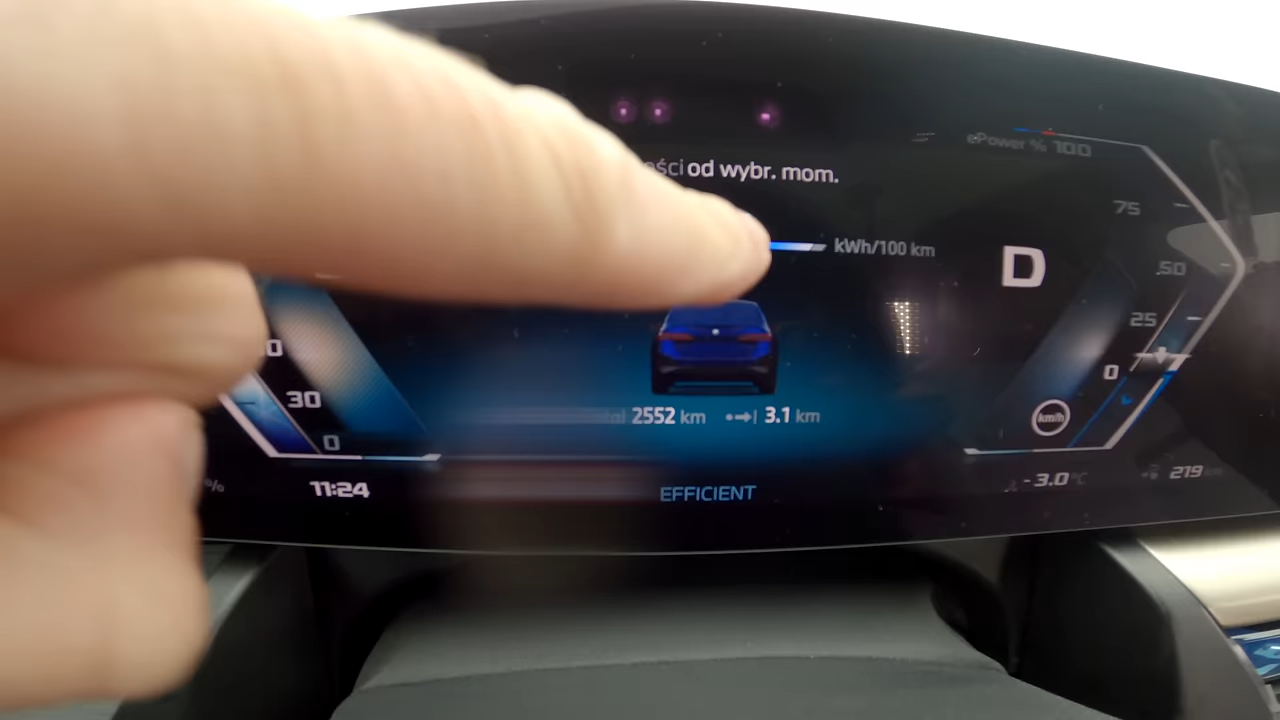 od wybr. mom.
ePower % 100
kWh/100 km
D
75
50
25
0
30
0
km/h
2552 km
3.1 km
11:24
EFFICIENT
-3.0°C
219 km